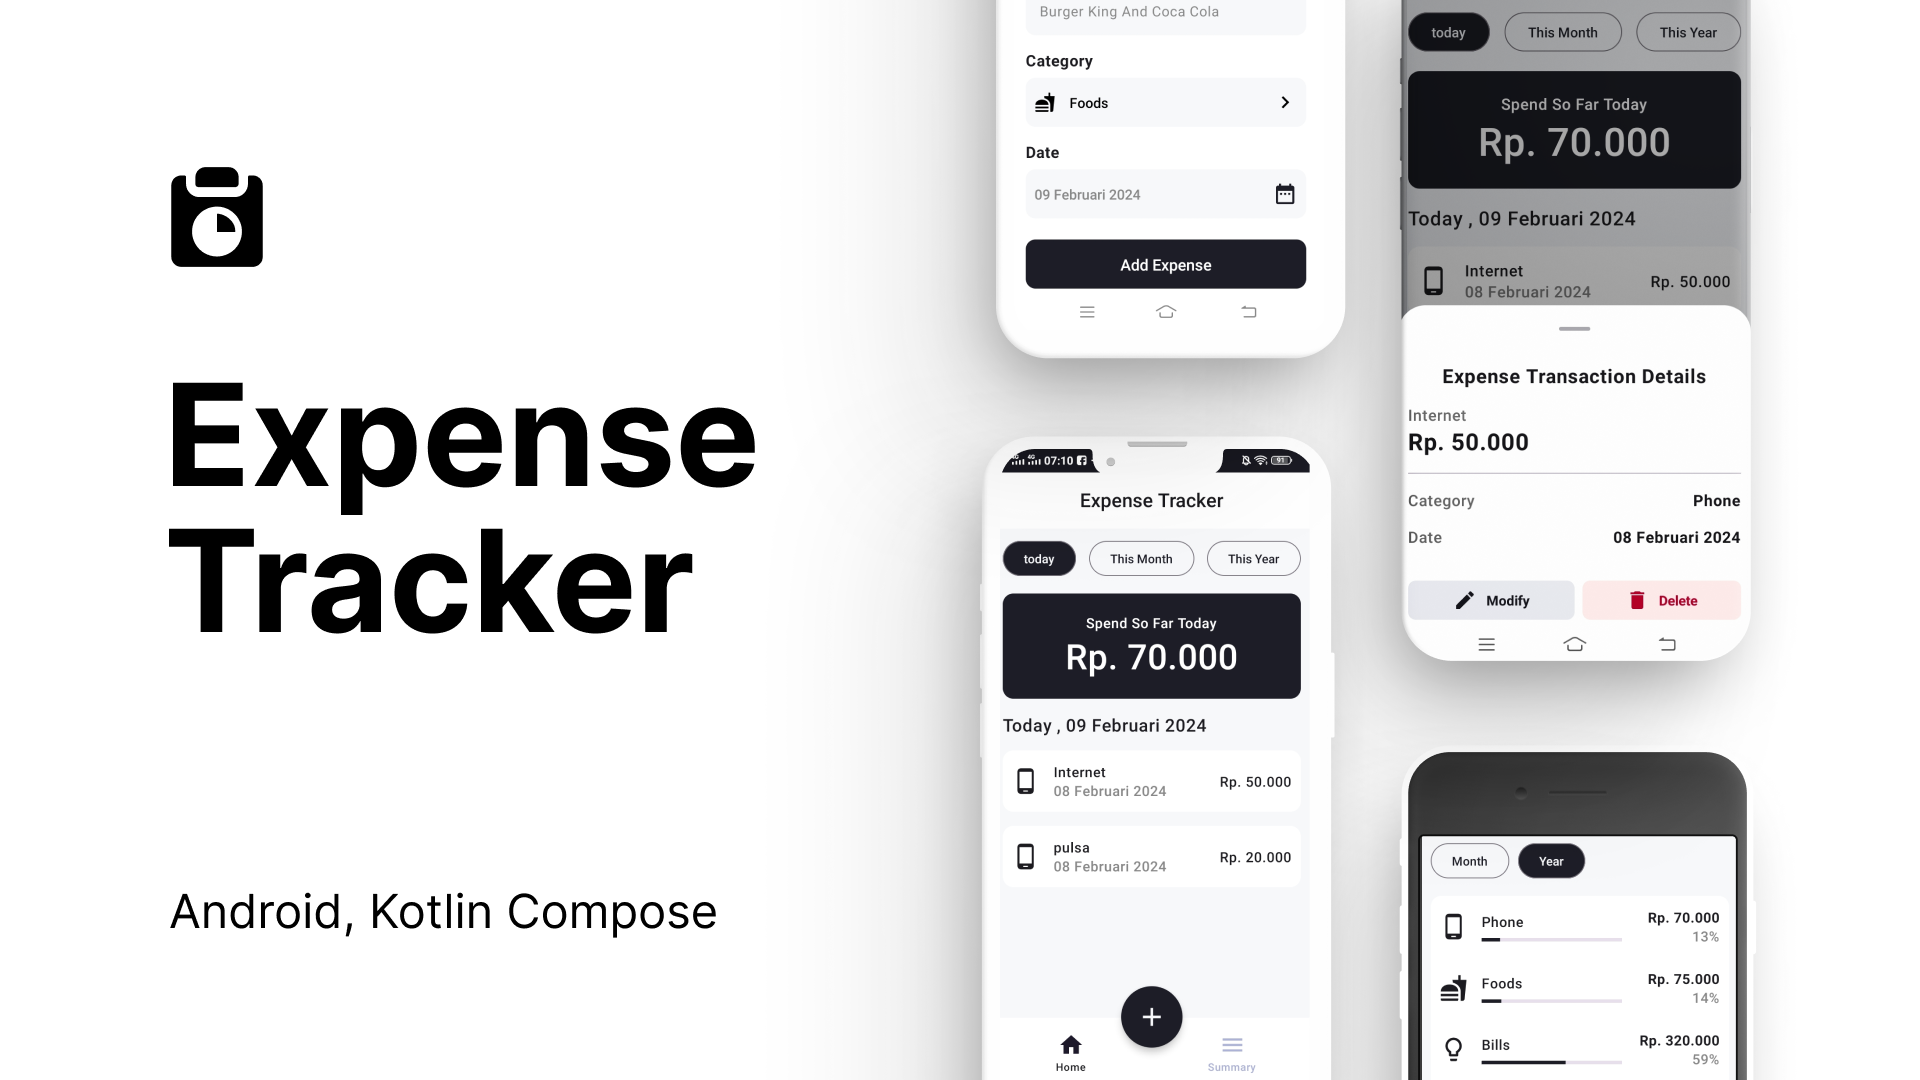 Expense
Tracker
Android, Kotlin Compose
Burger King And Coca Cola
Category
Foods
Date
09 Februari 2024
Add Expense
07:10
91
Expense Tracker
today
This Month
This Year
Spend So Far Today
Rp. 70.000
Today , 09 Februari 2024
Internet
08 Februari 2024
Rp. 50.000
pulsa
08 Februari 2024
Rp. 20.000
Home
Summary
today
This Month
This Year
Spend So Far Today
Rp. 70.000
Today , 09 Februari 2024
Internet
08 Februari 2024
Rp. 50.000
Expense Transaction Details
Internet
Rp. 50.000
Category
Phone
Date
08 Februari 2024
Modify
Delete
Month
Year
Phone
Rp. 70.000
13%
Foods
Rp. 75.000
14%
Bills
Rp. 320.000
59%